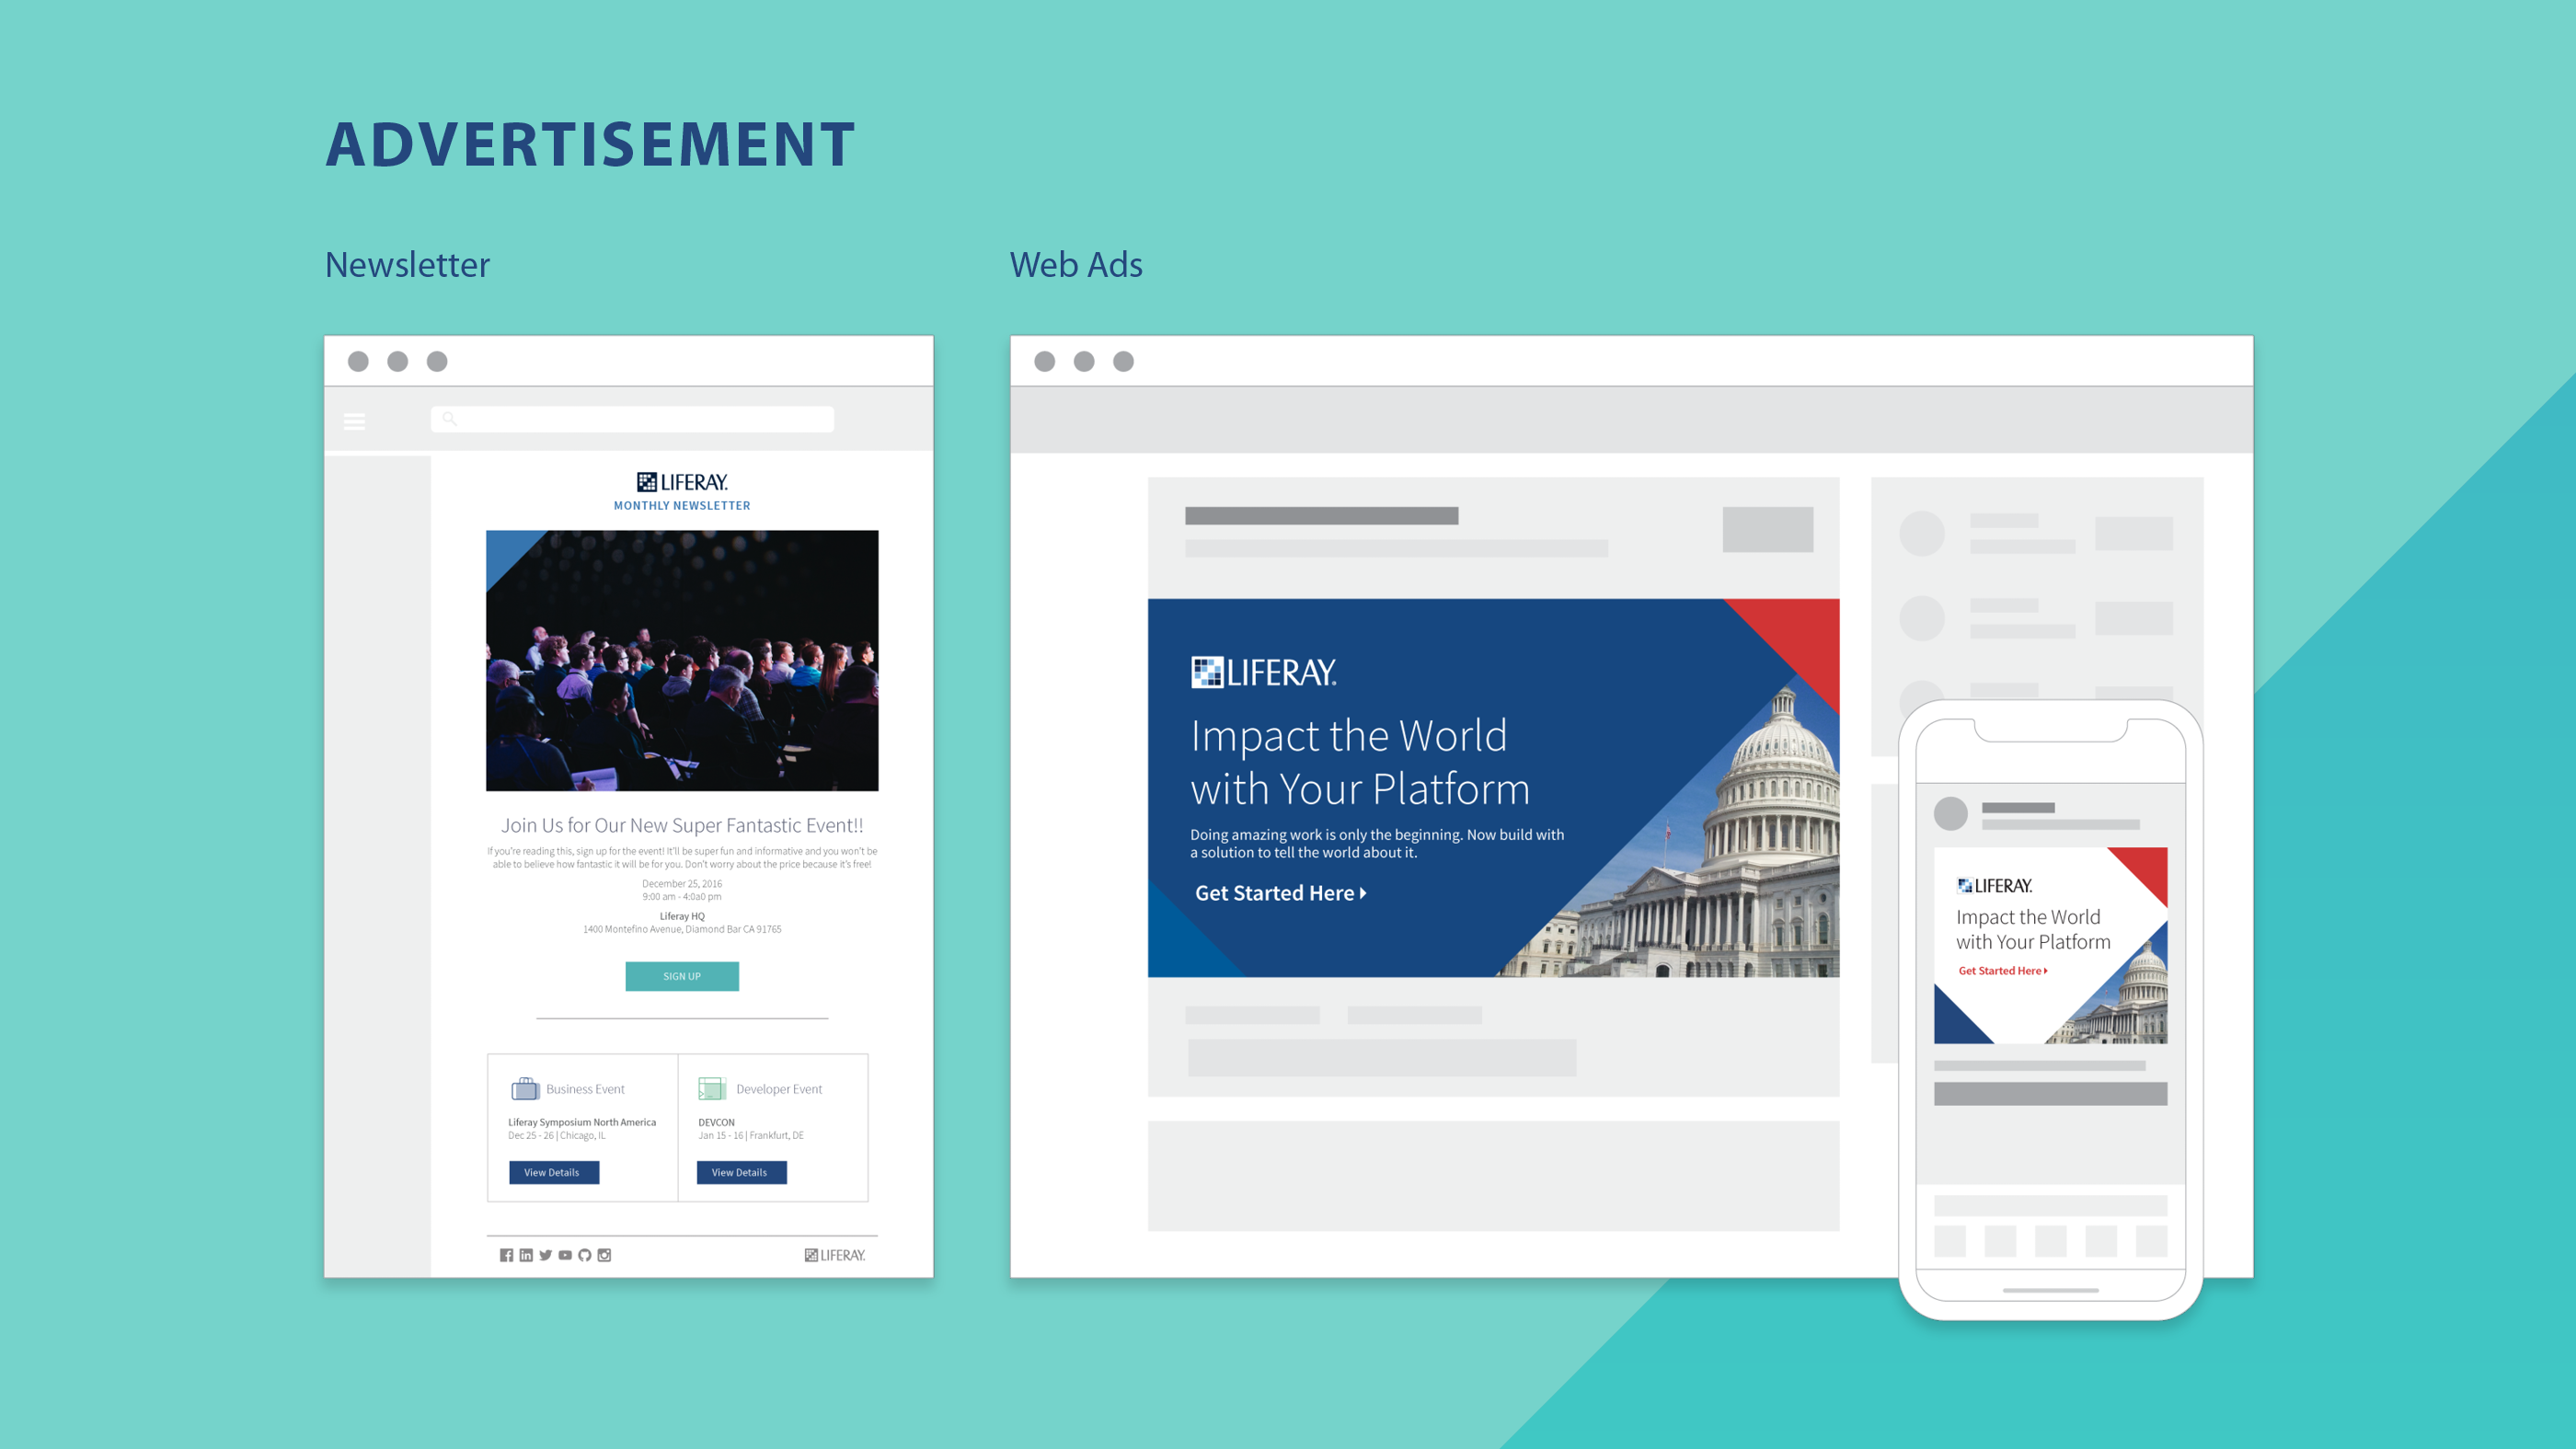 ADVERTISEMENT
Newsletter
LIFERAY.
MONTHLY NEWSLETTER
Join Us for Our New Super Fantastic Event!!
If you're reading this, sign up for the event! It'll be super fun and informative and you won't be
able to believe how fantastic it will be for you. Don't worry about the price because it's free!
December 25, 2016
9:00 am - 4:0a0 pm
Liferay HQ
1400 Montefino Avenue, Diamond Bar CA 91765
SIGN UP
Business Event
Liferay Symposium North America
Dec 25 - 26 | Chicago, IL
View Details
Developer Event
DEVCON
Jan 15 - 16 | Frankfurt, DE
View Details
LIFERAY.
Web Ads
LIFERAY.
Impact the World
with Your Platform
Doing amazing work is only the beginning. Now build with
a solution to tell the world about it.
Get Started Here
LIFERAY.
Impact the World
with Your Platform
Get Started Here